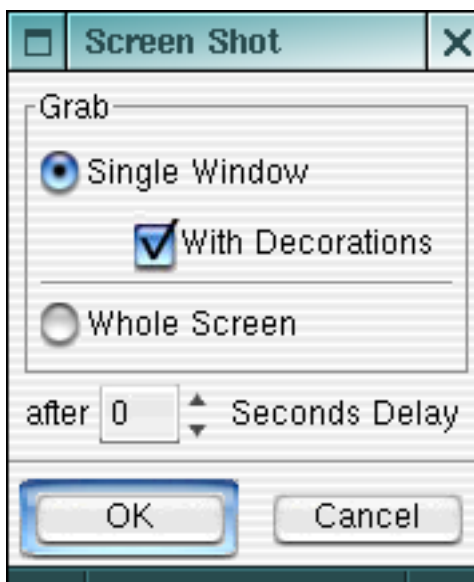 Screen Shot
Grab
Single Window
With Decorations
Whole Screen
after 0 Seconds Delay
OK Cancel